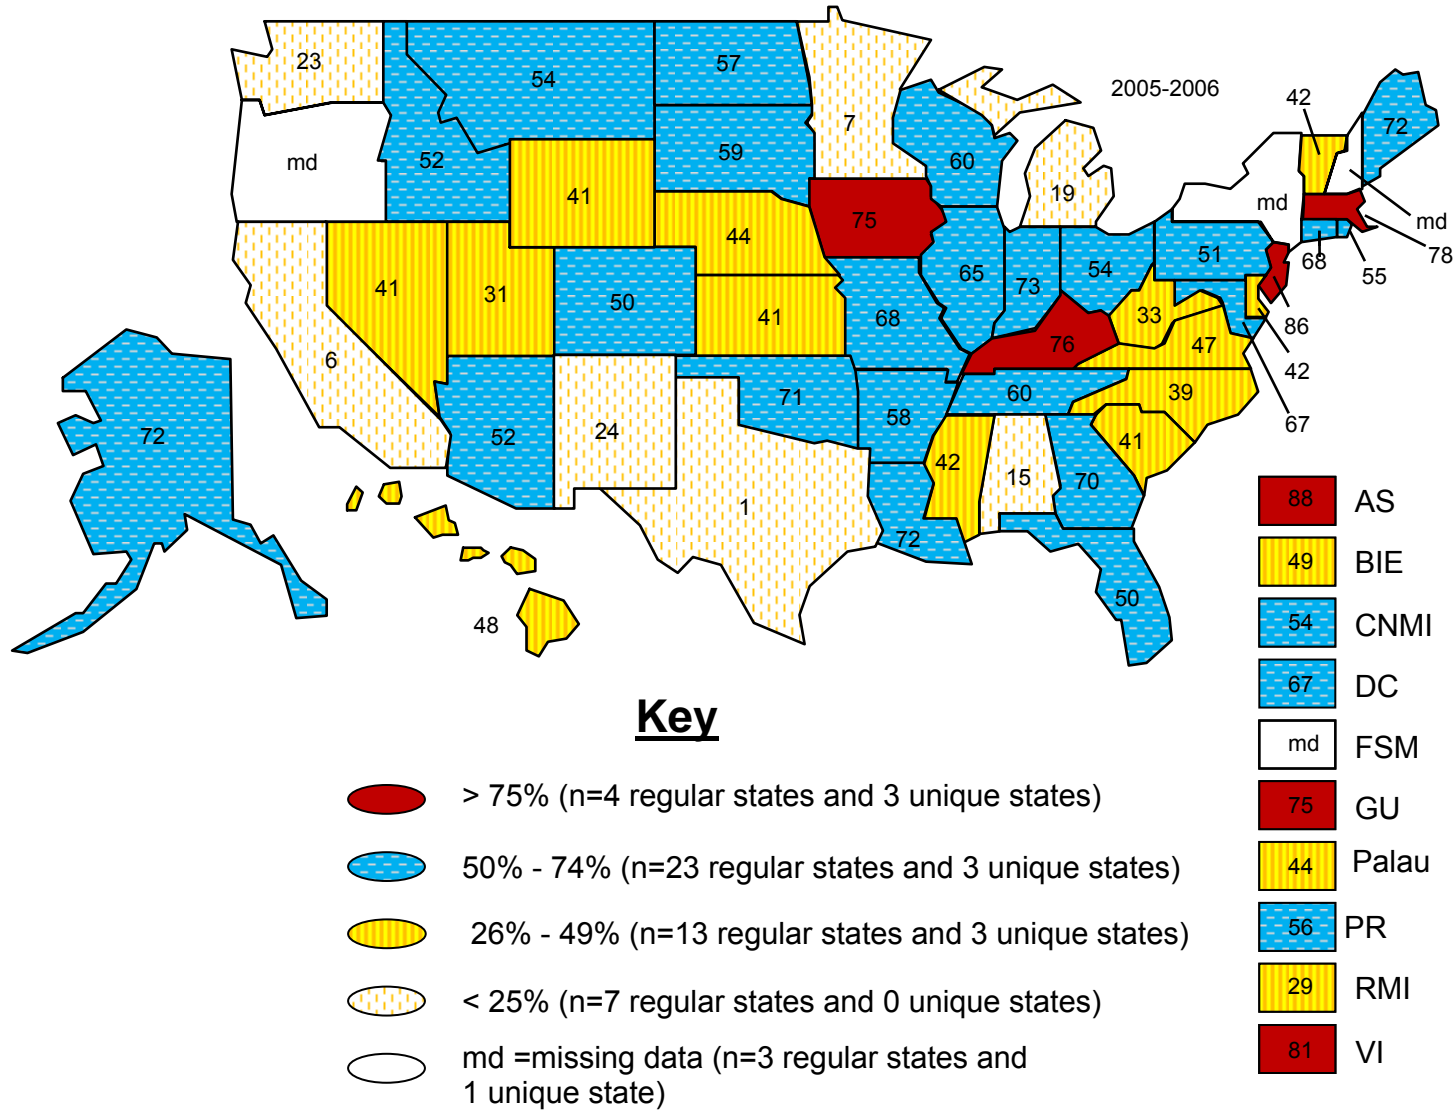 2005-2006
23
54
57
7
42
72
md
52
59
60
41
19
md
md
75
44
78
51
68
55
65
73
54
41
31
50
41
68
33
47
86
6
76
42
72
52
24
71
58
60
39
67
42
15
70
41
1
72
50
48
88 AS
49 BIE
54 CNMI
67 DC
md FSM
75 GU
44 Palau
56 PR
29 RMI
81 VI
Key
> 75% (n=4 regular states and 3 unique states)
50% - 74% (n=23 regular states and 3 unique states)
26% - 49% (n=13 regular states and 3 unique states)
< 25% (n=7 regular states and 0 unique states)
md =missing data (n=3 regular states and
1 unique state)